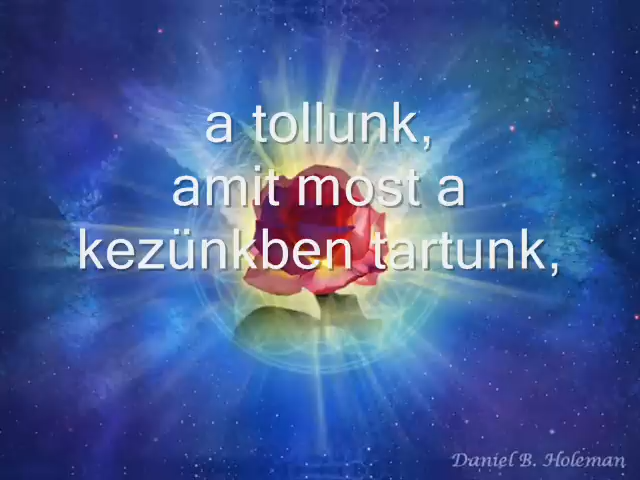 a tollunk,
amit most a
kezünkben tartunk,
Daniel B. Holeman